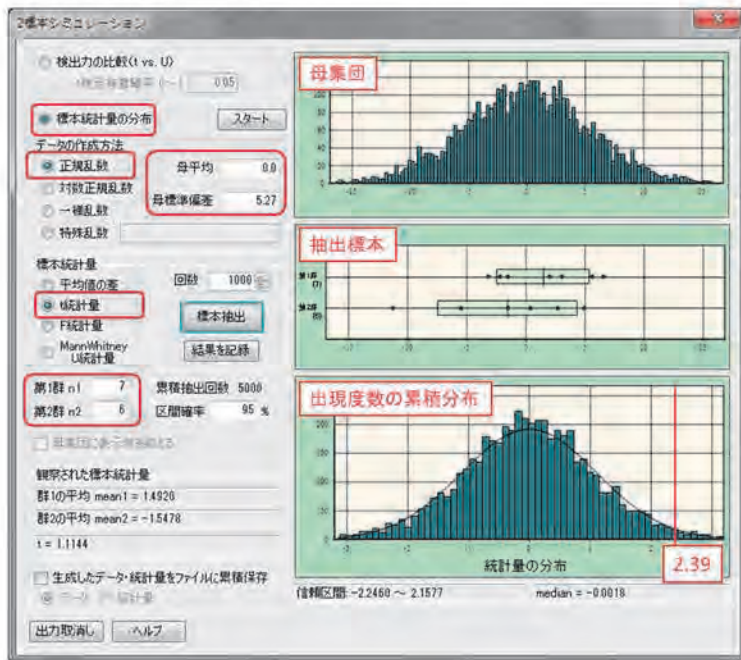 2標本シミュレーション
検出力の比較(t vs. U)
0.05
標本統計量の分布
スタート
データの作成方法
正規乱数
母平均 0.0
対数正規乱数
母標準偏差 5.27
一様乱数
特殊乱数
標本統計量
平均値の差
回数 1000
t統計量
標本抽出
F統計量
MannWhitney
U統計量
結果を記録
第1群 n1 7
累積抽出回数 5000
第2群 n2 6
区間確率 95 %
観察された標本統計量
群1の平均 mean1 = 1.4926
群2の平均 mean2 = -1.5478
t = 1.1144
生成したデータ・統計量をファイルに累積保存
データ
統計量
出力取消し
ヘルプ
母集団
抽出標本
第1群
(7)
第2群
(6)
出現度数の累積分布
統計量の分布
2.39
信頼区間: -2.2460 ～ 2.1577
median = -0.0018